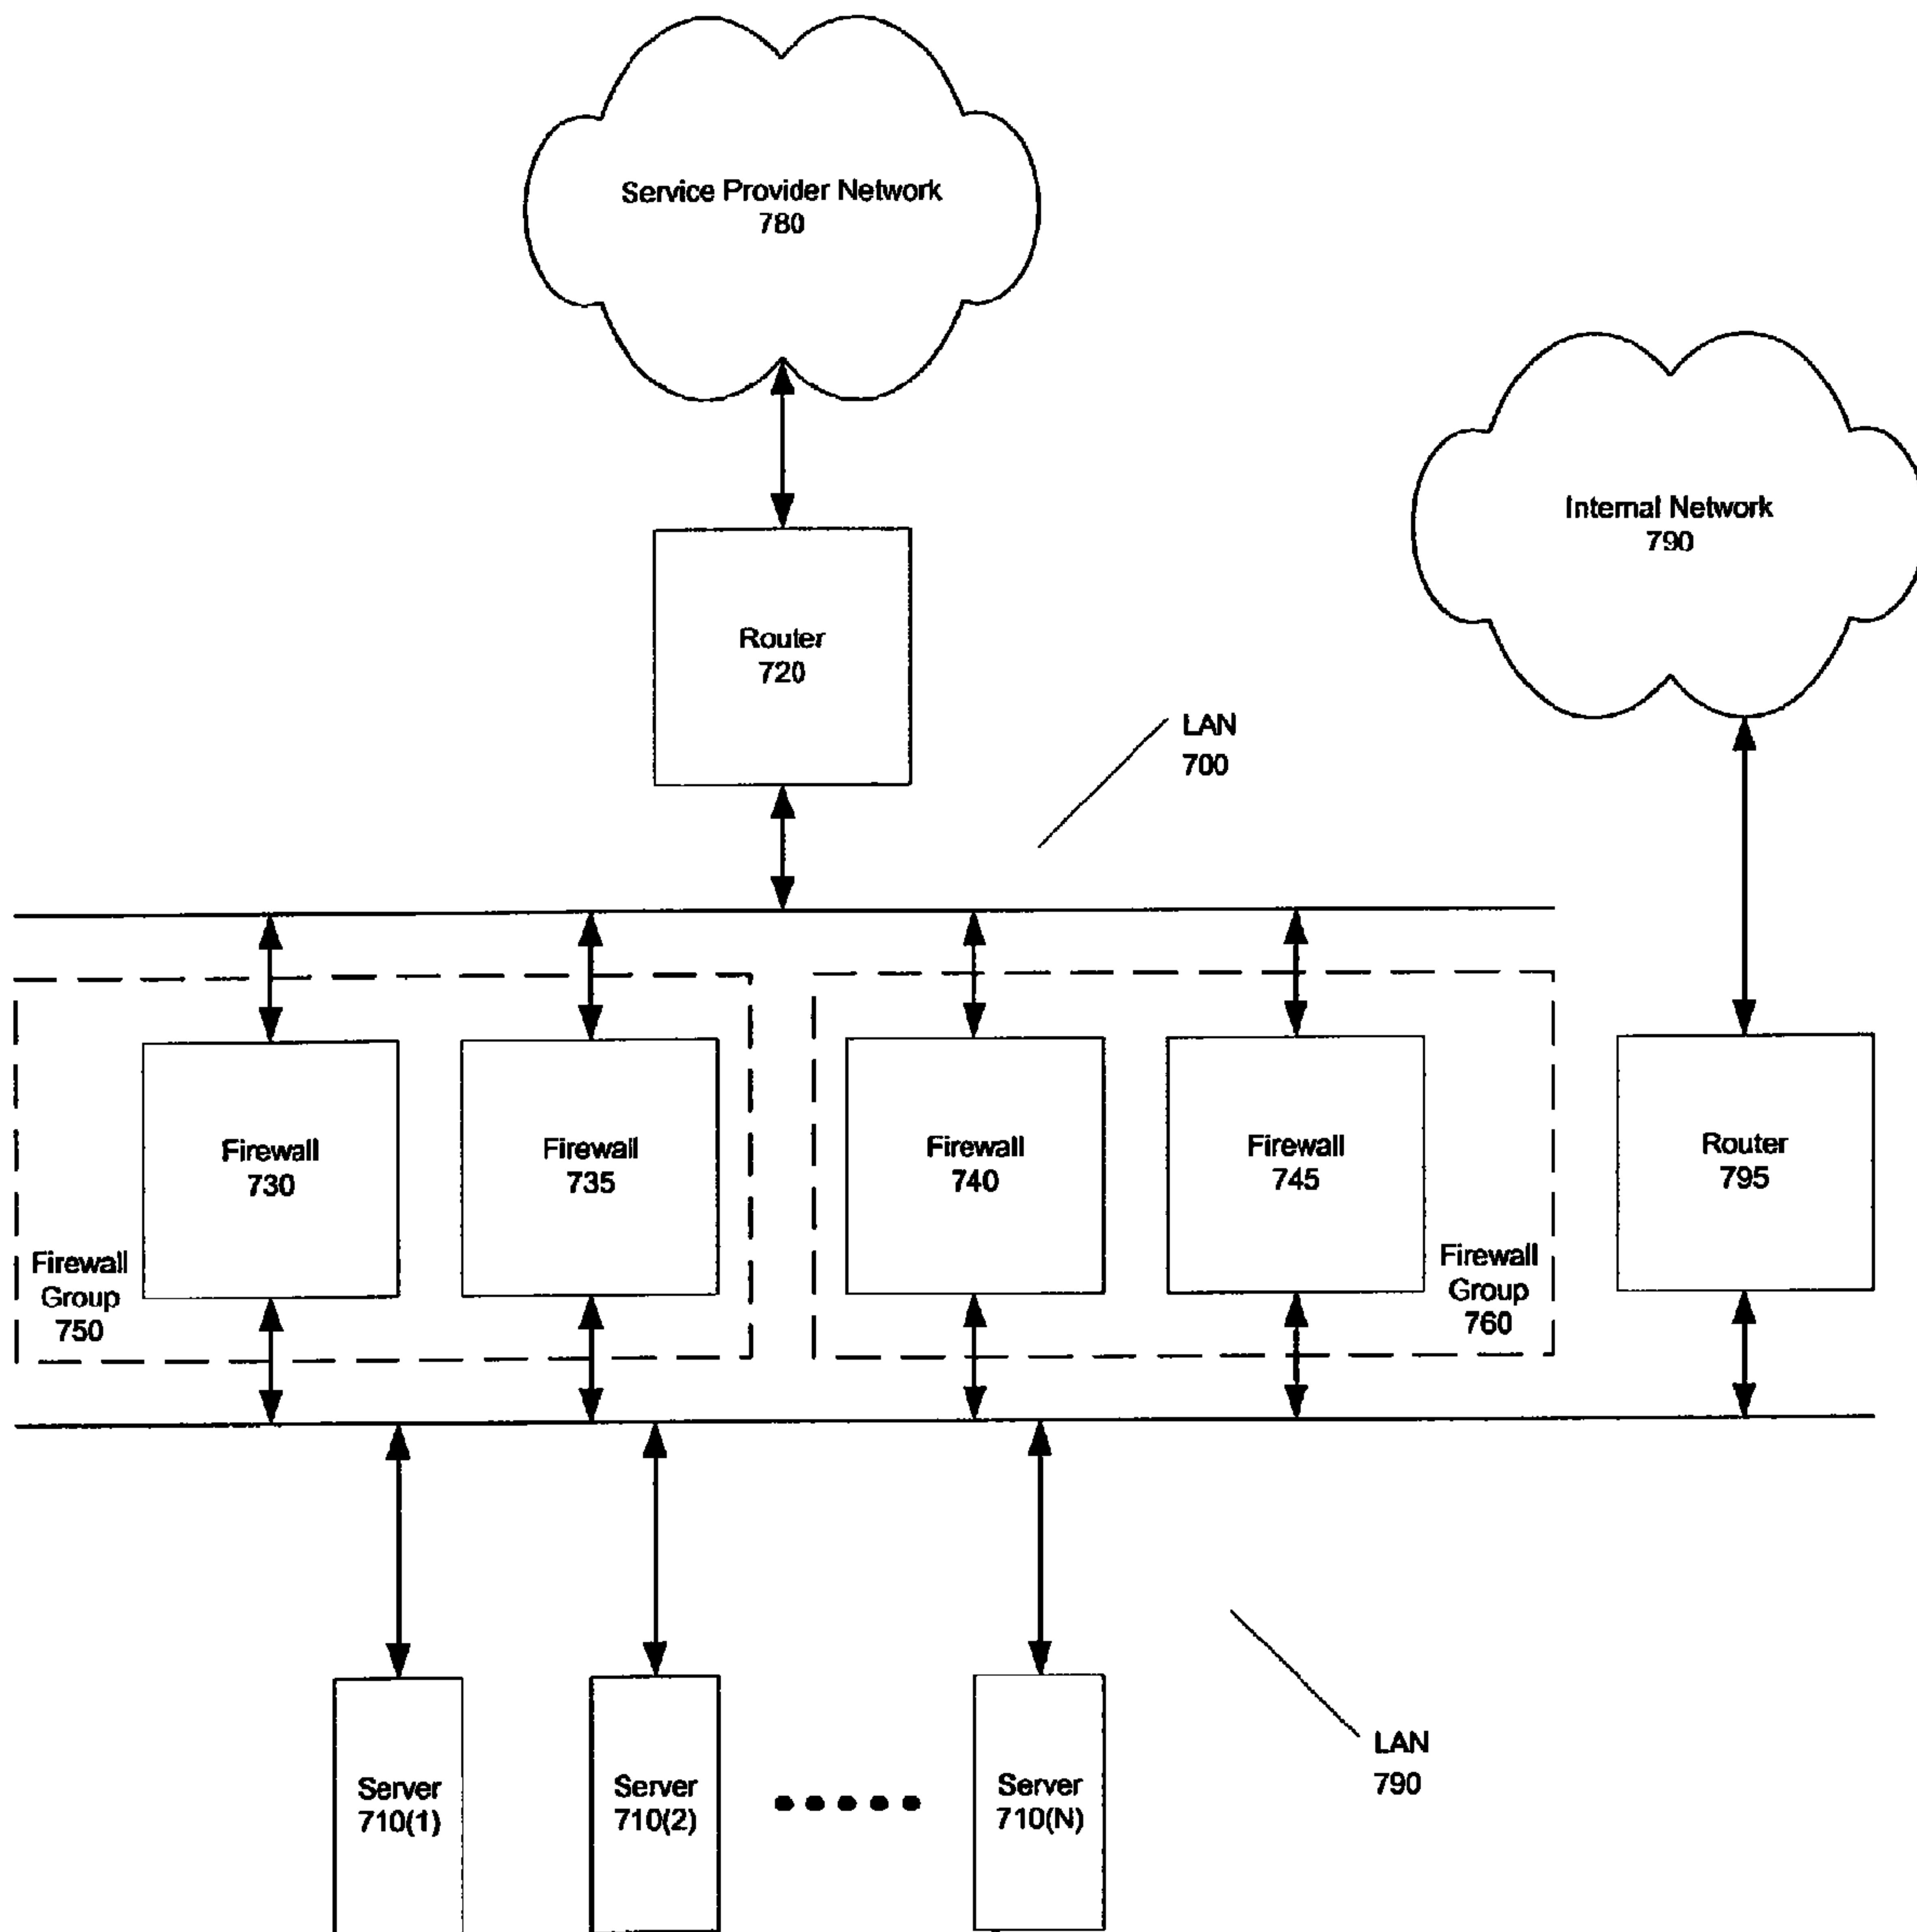 Service Provider Network
780
Internal Network
790
Router
720
LAN
700
Firewall
730
Firewall
735
Firewall
740
Firewall
745
Router
795
Firewall
Group
750
Firewall
Group
760
LAN
790
Server
710(1)
Server
710(2)
Server
710(N)